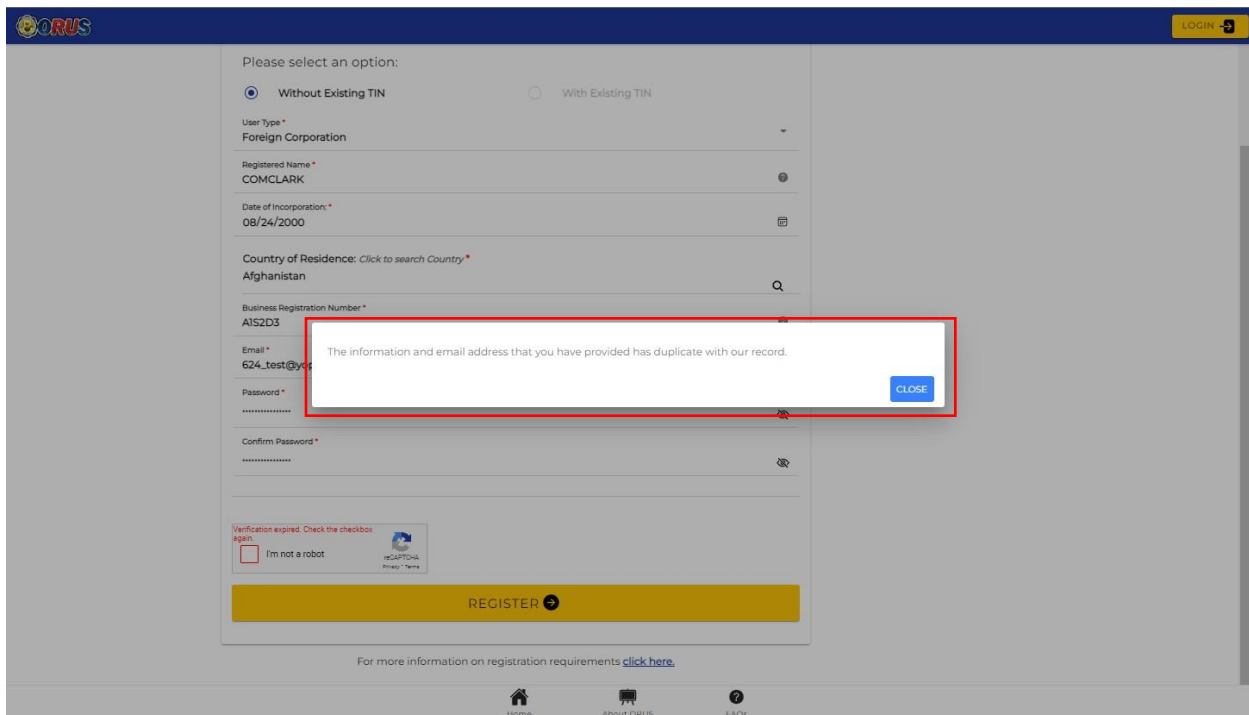 ORUS
LOGIN
Please select an option:
Without Existing TIN
With Existing TIN
User Type *
Foreign Corporation
Registered Name *
COMCLARK
Date of Incorporation: *
08/24/2000
Country of Residence: Click to search Country *
Afghanistan
Business Registration Number *
A1S2D3
Email *
624_test@yop
The information and email address that you have provided has duplicate with our record.
CLOSE
Password *
Confirm Password *
Verification expired. Check the checkbox
again.
I'm not a robot
reCAPTCHA
Privacy - Terms
REGISTER
For more information on registration requirements click here.
Home
About ORUS
FAQs